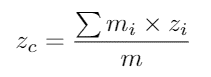 z_c = \frac{\sum m_i \times z_i}{m}